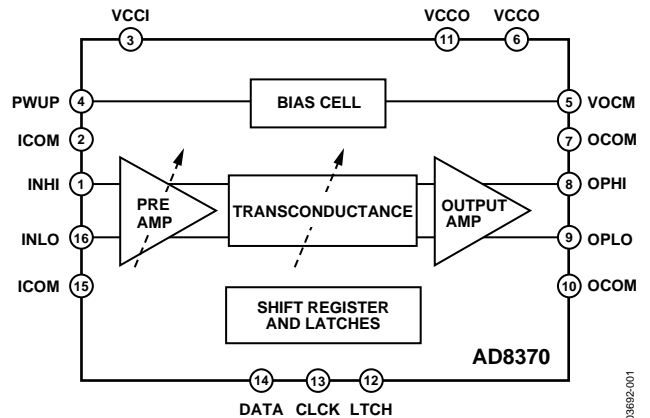 VCCI VCCO VCCO
3 11 6
PWUP 4 BIAS CELL 5 VOCM
ICOM 2 7 OCOM
INHI 1 8 OPHI
PRE AMP
TRANSCONDUCTANCE
OUTPUT AMP
INLO 16 9 OPLO
ICOM 15 10 OCOM
SHIFT REGISTER
AND LATCHES
AD8370
14 13 12
DATA CLCK LTCH
03692-001